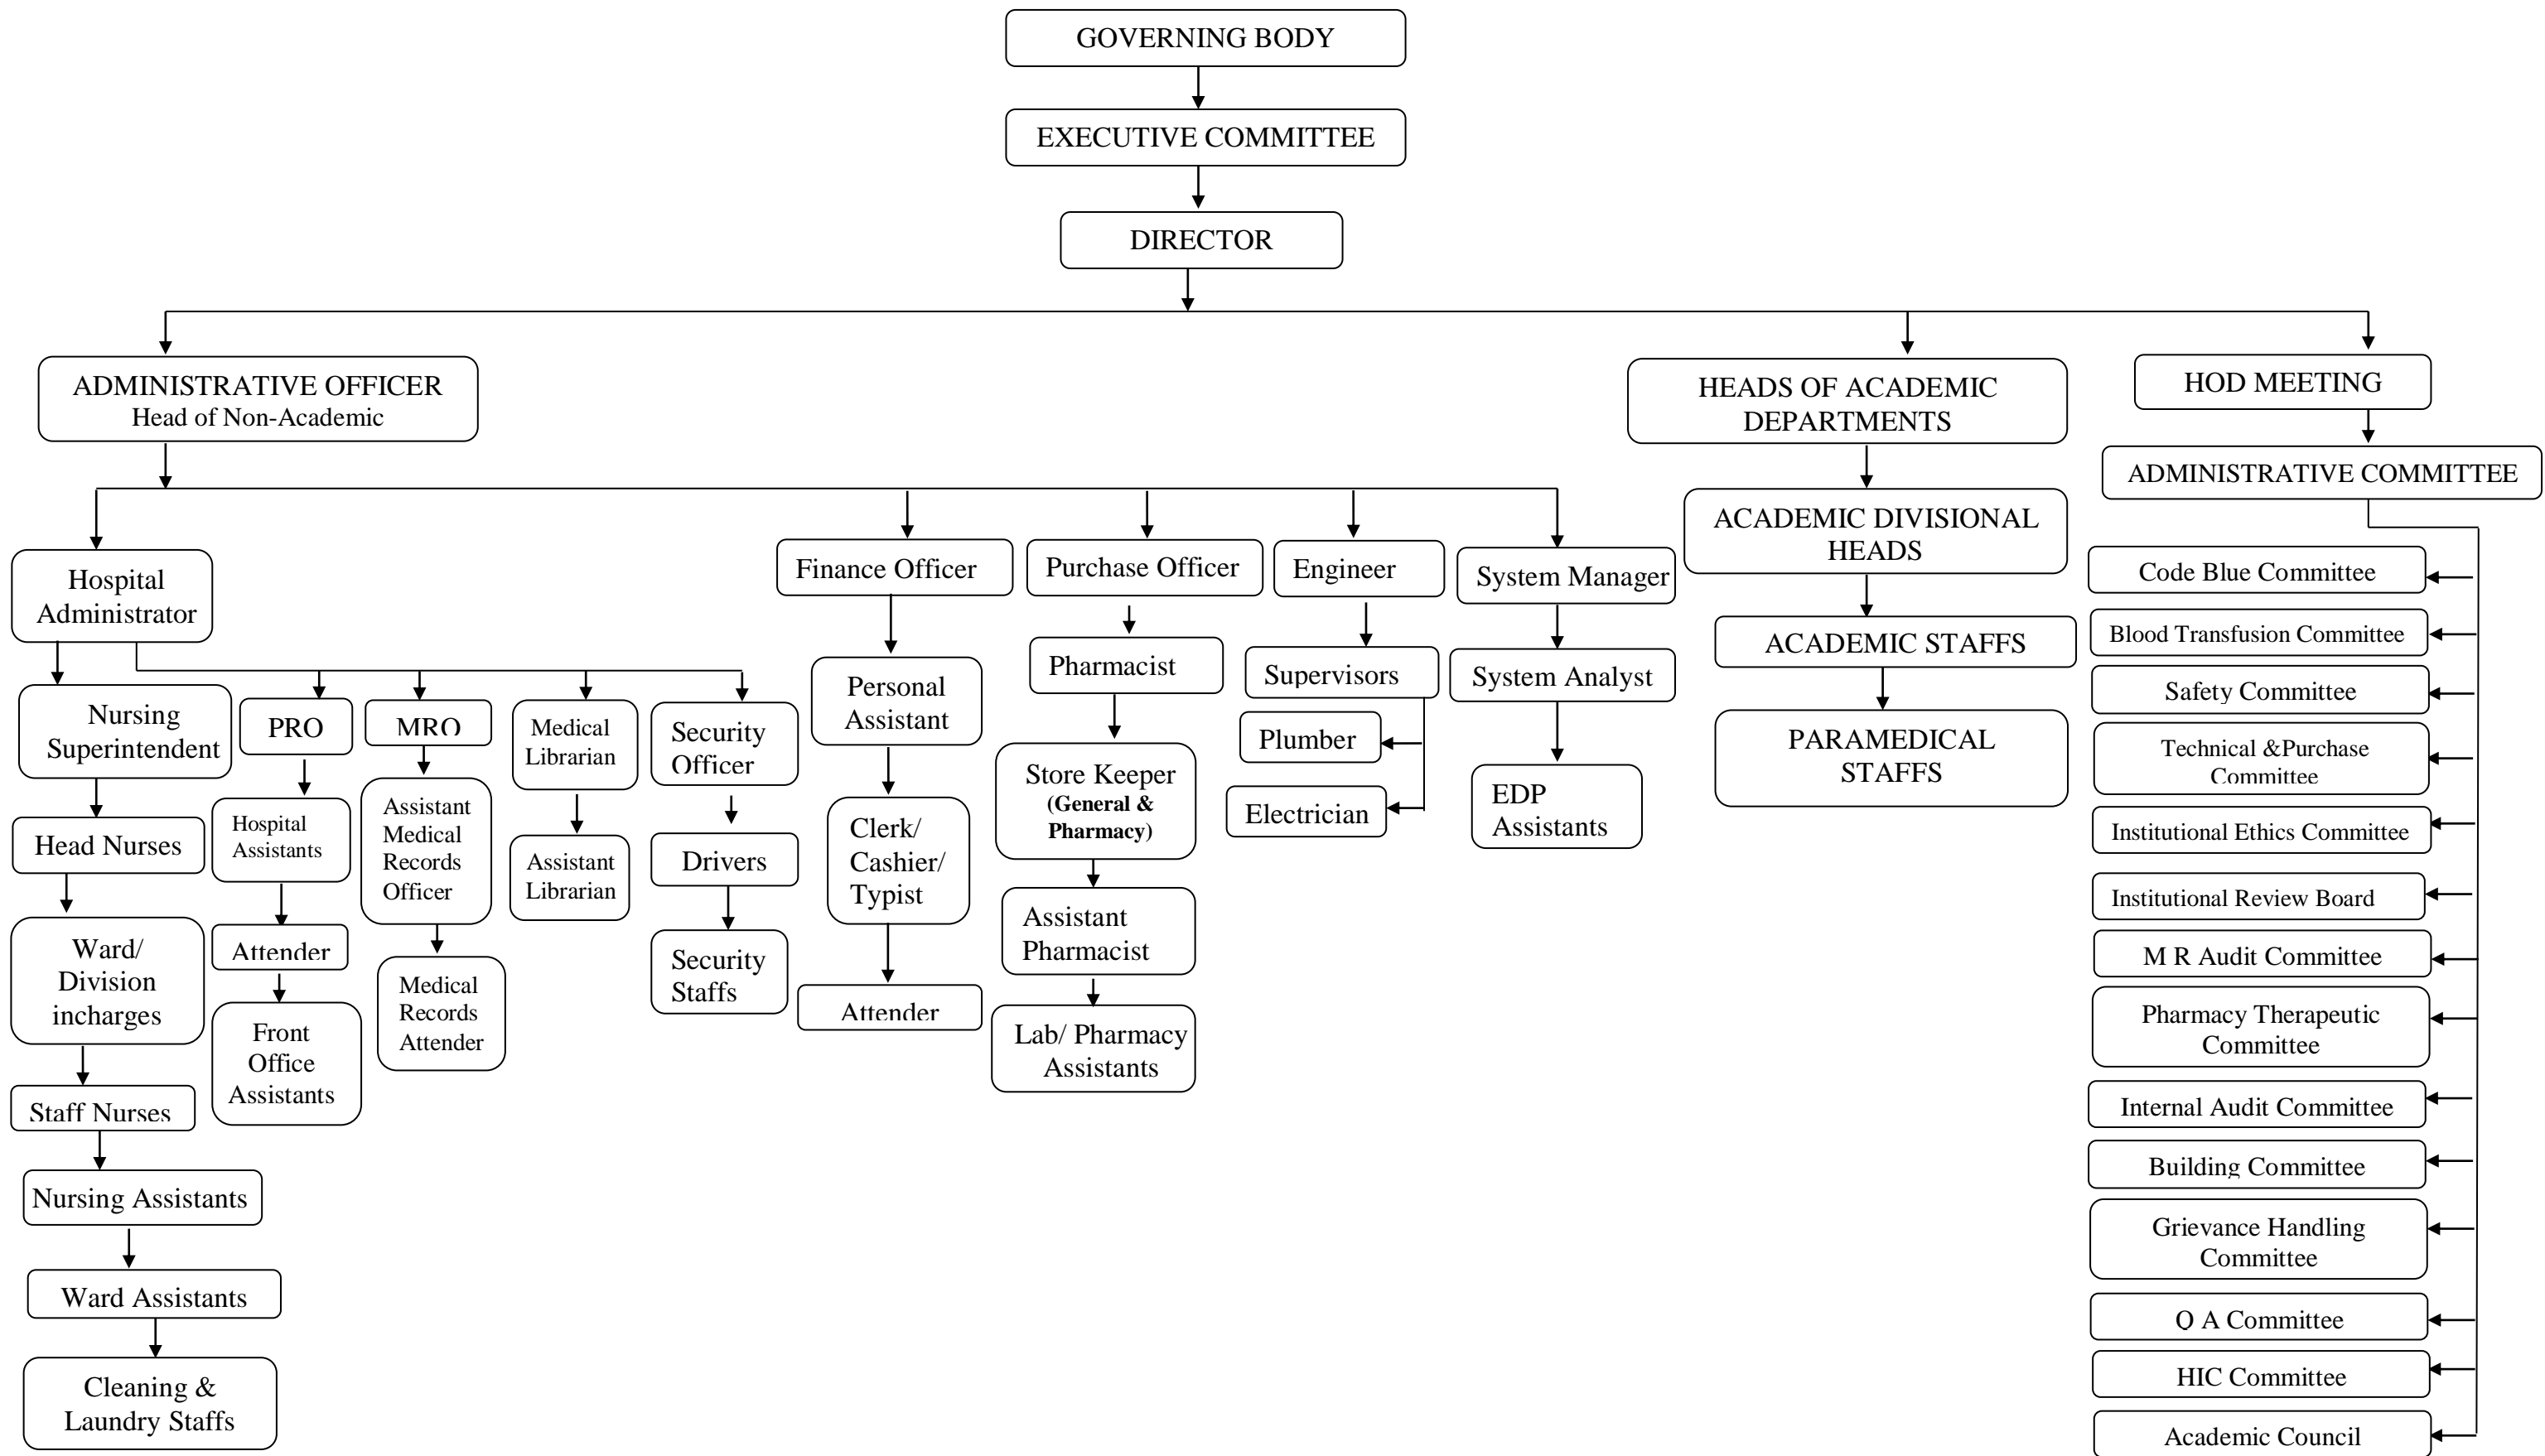 GOVERNING BODY
EXECUTIVE COMMITTEE
DIRECTOR
ADMINISTRATIVE OFFICER
Head of Non-Academic
HEADS OF ACADEMIC
DEPARTMENTS
HOD MEETING
ADMINISTRATIVE COMMITTEE
Hospital
Administrator
Finance Officer
Purchase Officer
Engineer
System Manager
ACADEMIC DIVISIONAL
HEADS
ACADEMIC STAFFS
PARAMEDICAL
STAFFS
Nursing
Superintendent
Head Nurses
Ward/
Division
incharges
Staff Nurses
Nursing Assistants
Ward Assistants
Cleaning &
Laundry Staffs
PRO
Hospital
Assistants
Attender
Front
Office
Assistants
MRO
Assistant
Medical
Records
Officer
Medical
Records
Attender
Medical
Librarian
Assistant
Librarian
Security
Officer
Drivers
Security
Staffs
Personal
Assistant
Clerk/
Cashier/
Typist
Attender
Pharmacist
Store Keeper
(General &
Pharmacy)
Assistant
Pharmacist
Lab/ Pharmacy
Assistants
Supervisors
Plumber
Electrician
System Analyst
EDP
Assistants
Code Blue Committee
Blood Transfusion Committee
Safety Committee
Technical &Purchase
Committee
Institutional Ethics Committee
Institutional Review Board
M R Audit Committee
Pharmacy Therapeutic
Committee
Internal Audit Committee
Building Committee
Grievance Handling
Committee
Q A Committee
HIC Committee
Academic Council